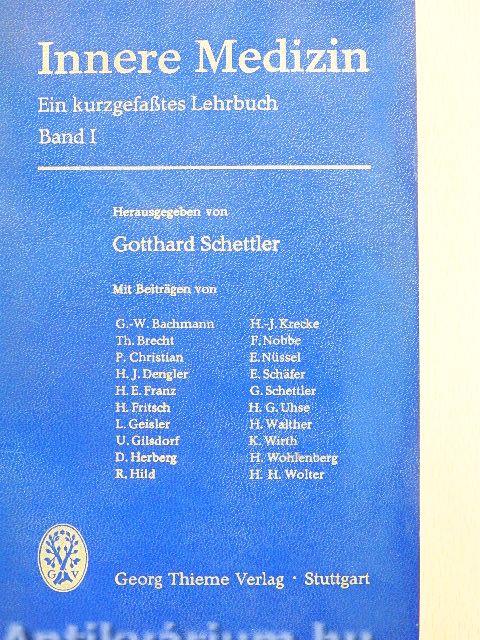 Innere Medizin
Ein kurzgefaßtes Lehrbuch
Band I
Herausgegeben von
Gotthard Schettler
Mit Beiträgen von
G.-W. Bachmann
Th. Brecht
P. Christian
H. J. Dengler
H. E. Franz
H. Fritsch
L. Geisler
U. Gilsdorf
D. Herberg
R. Hild
H.-J. Krecke
F. Nobbe
E. Nüssel
E. Schäfer
G. Schettler
H. G. Uhse
H. Walther
K. Wirth
H. Wohlenberg
H. H. Wolter
G V
Georg Thieme Verlag · Stuttgart
Antikvárium.hu